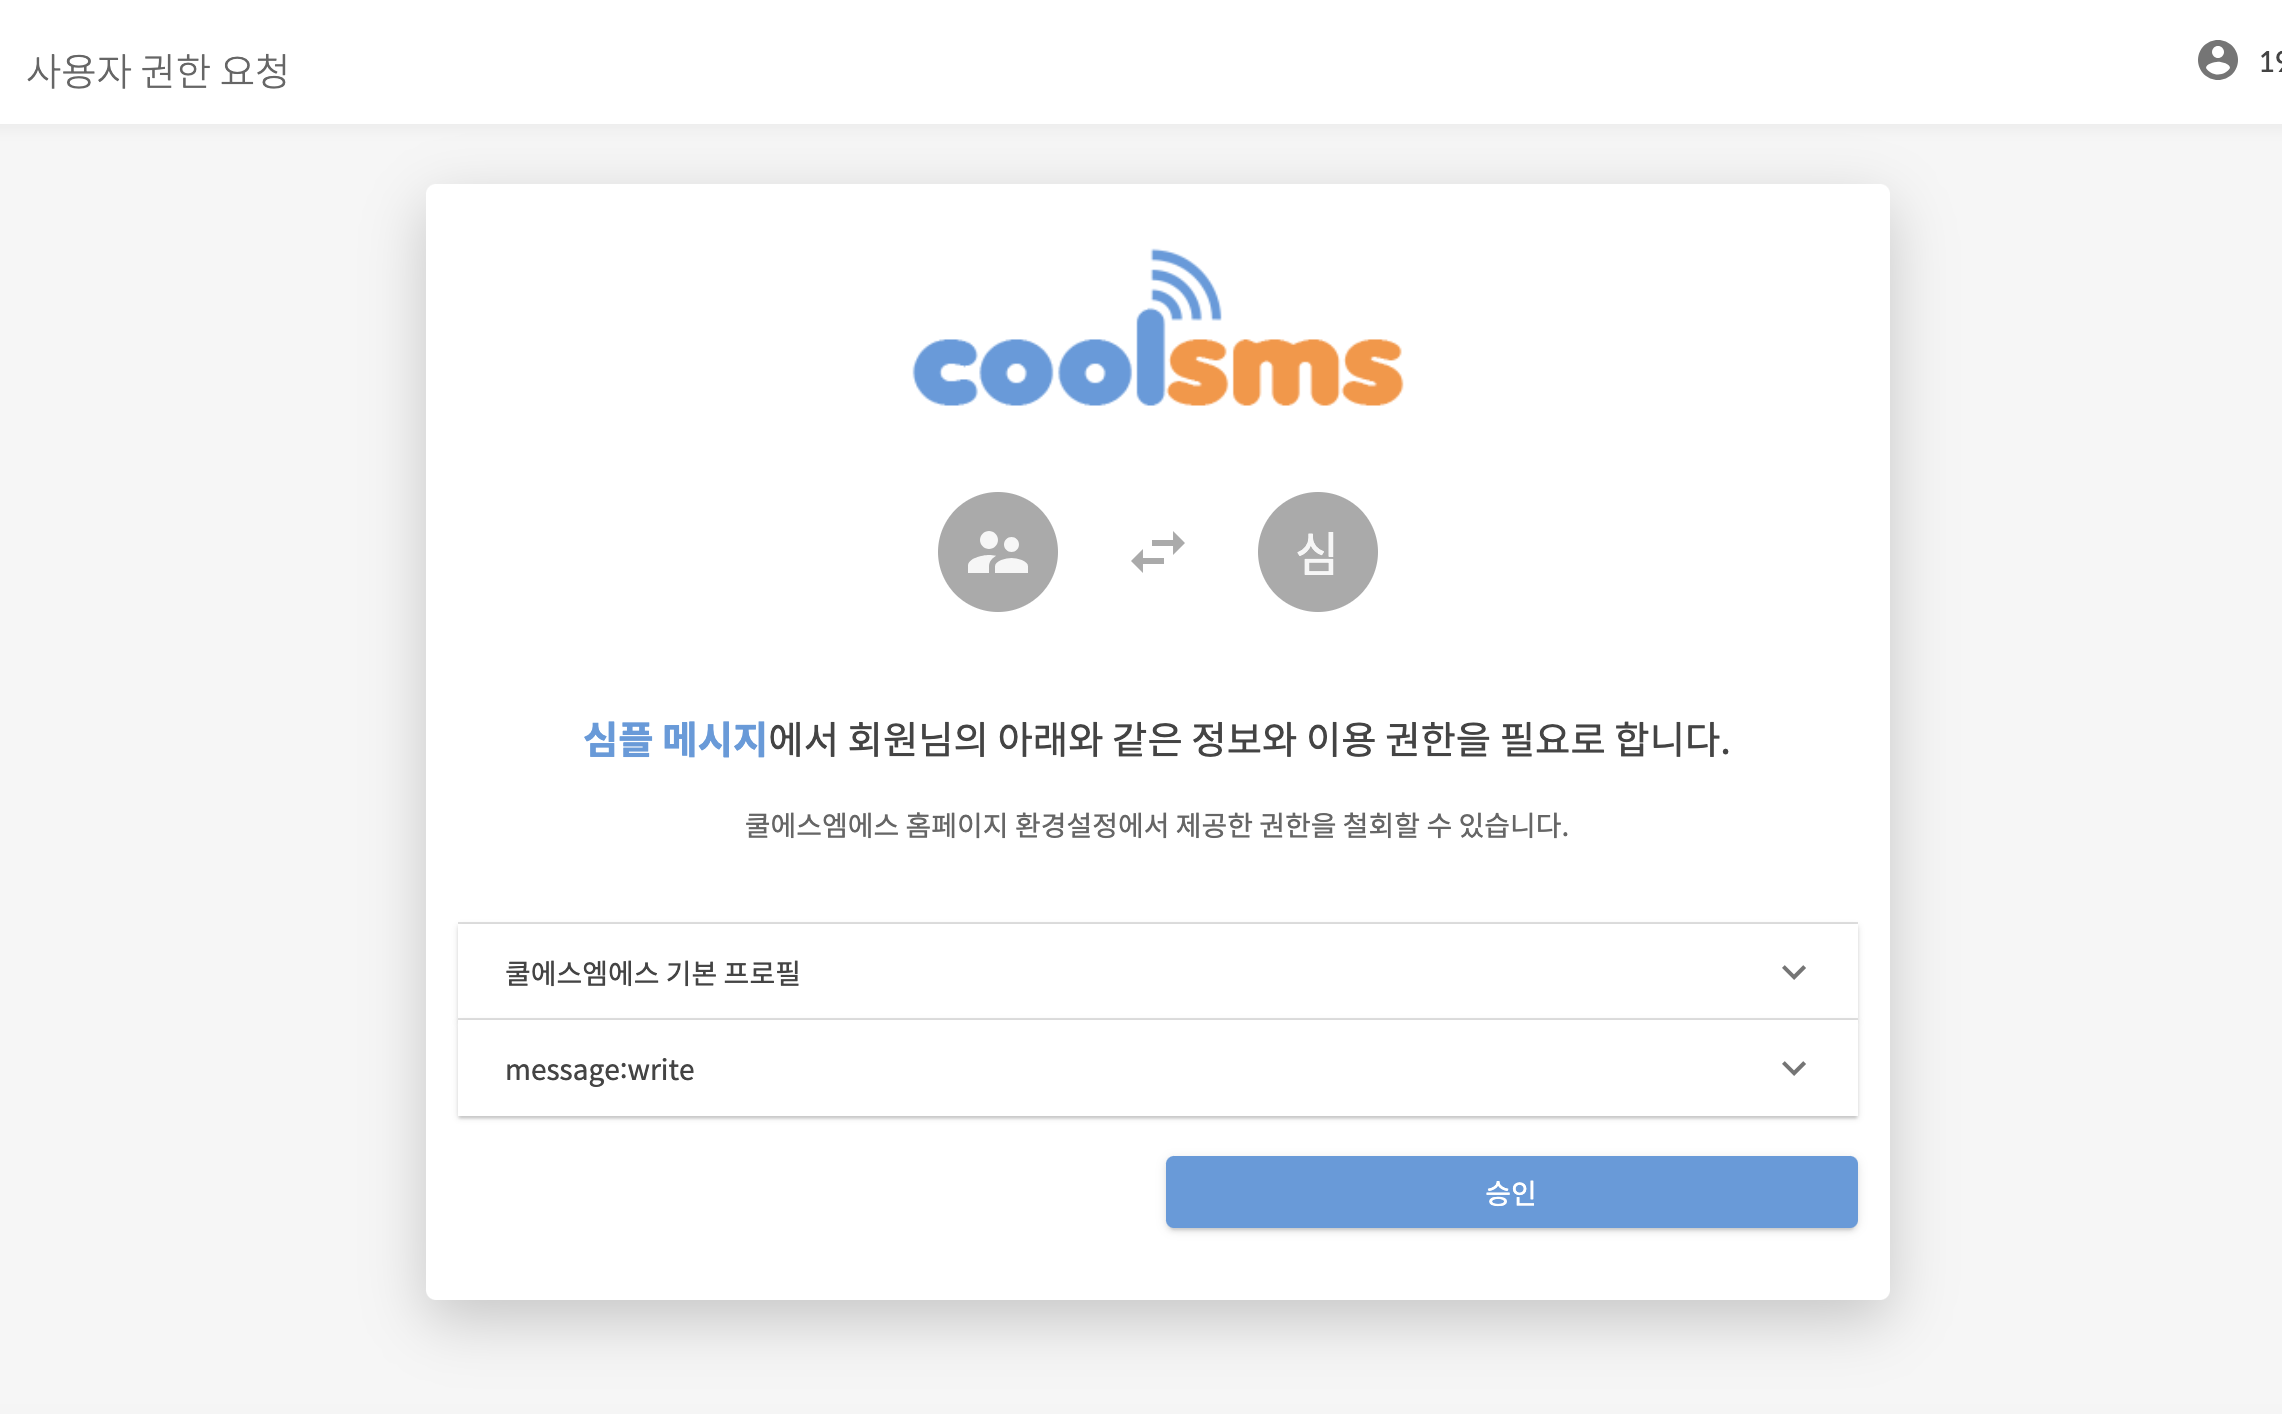 사용자 권한 요청
19
coolsms
심
심플 메시지에서 회원님의 아래와 같은 정보와 이용 권한을 필요로 합니다.
쿨에스엠에스 홈페이지 환경설정에서 제공한 권한을 철회할 수 있습니다.
쿨에스엠에스 기본 프로필
message:write
승인